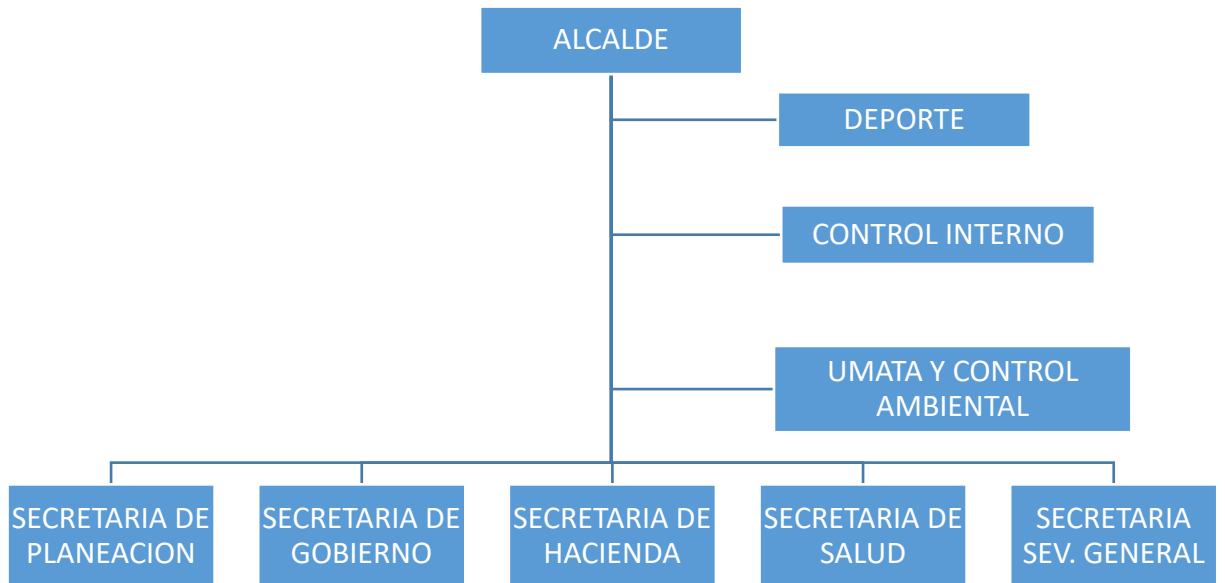 ALCALDE
DEPORTE
CONTROL INTERNO
UMATA Y CONTROL
AMBIENTAL
SECRETARIA DE
PLANEACION
SECRETARIA DE
GOBIERNO
SECRETARIA DE
HACIENDA
SECRETARIA DE
SALUD
SECRETARIA
SEV. GENERAL